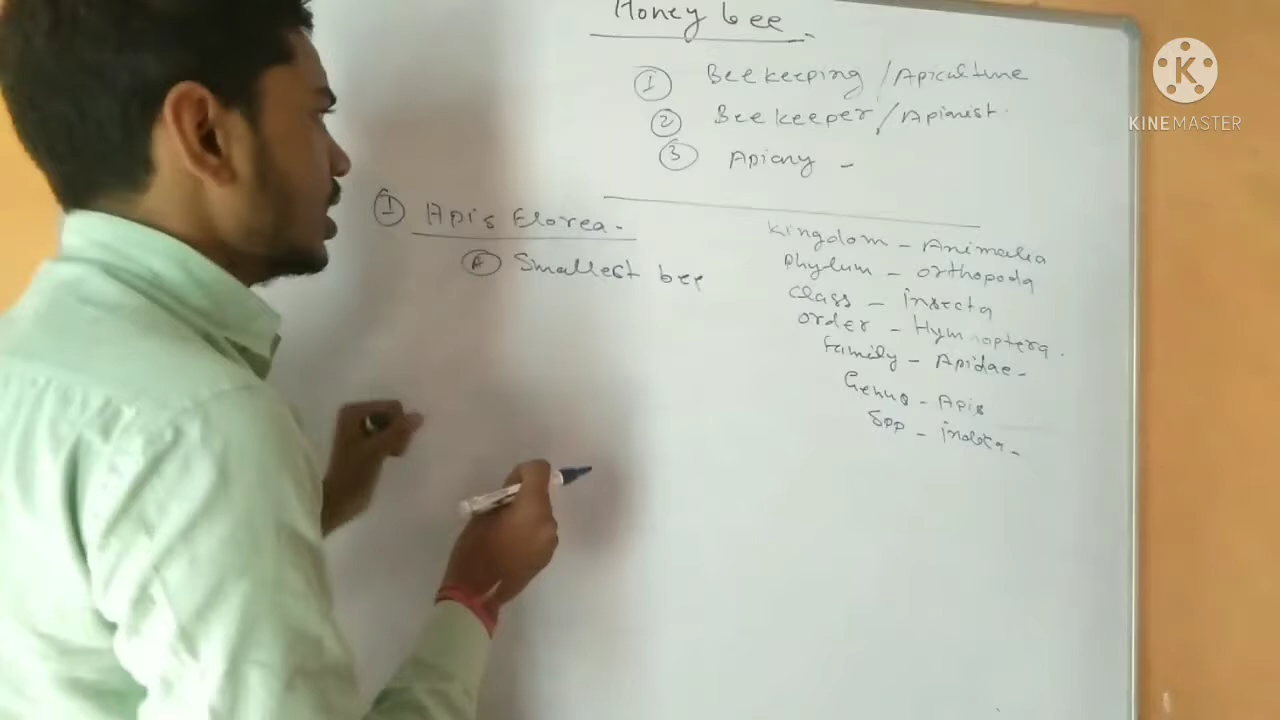 Honey bee
① Beekeeping / Apiculture
② Beekeeper / Apiarist
③ Apiary -
① Apis Florea -
Ⓐ Smallest bee
Kingdom - Animalia
Phylum - Orthopoda
Class - insecta
Order - Hymnoptera
Family - Apidae -
Genus - Apis
Spp -
K
KINEMASTER